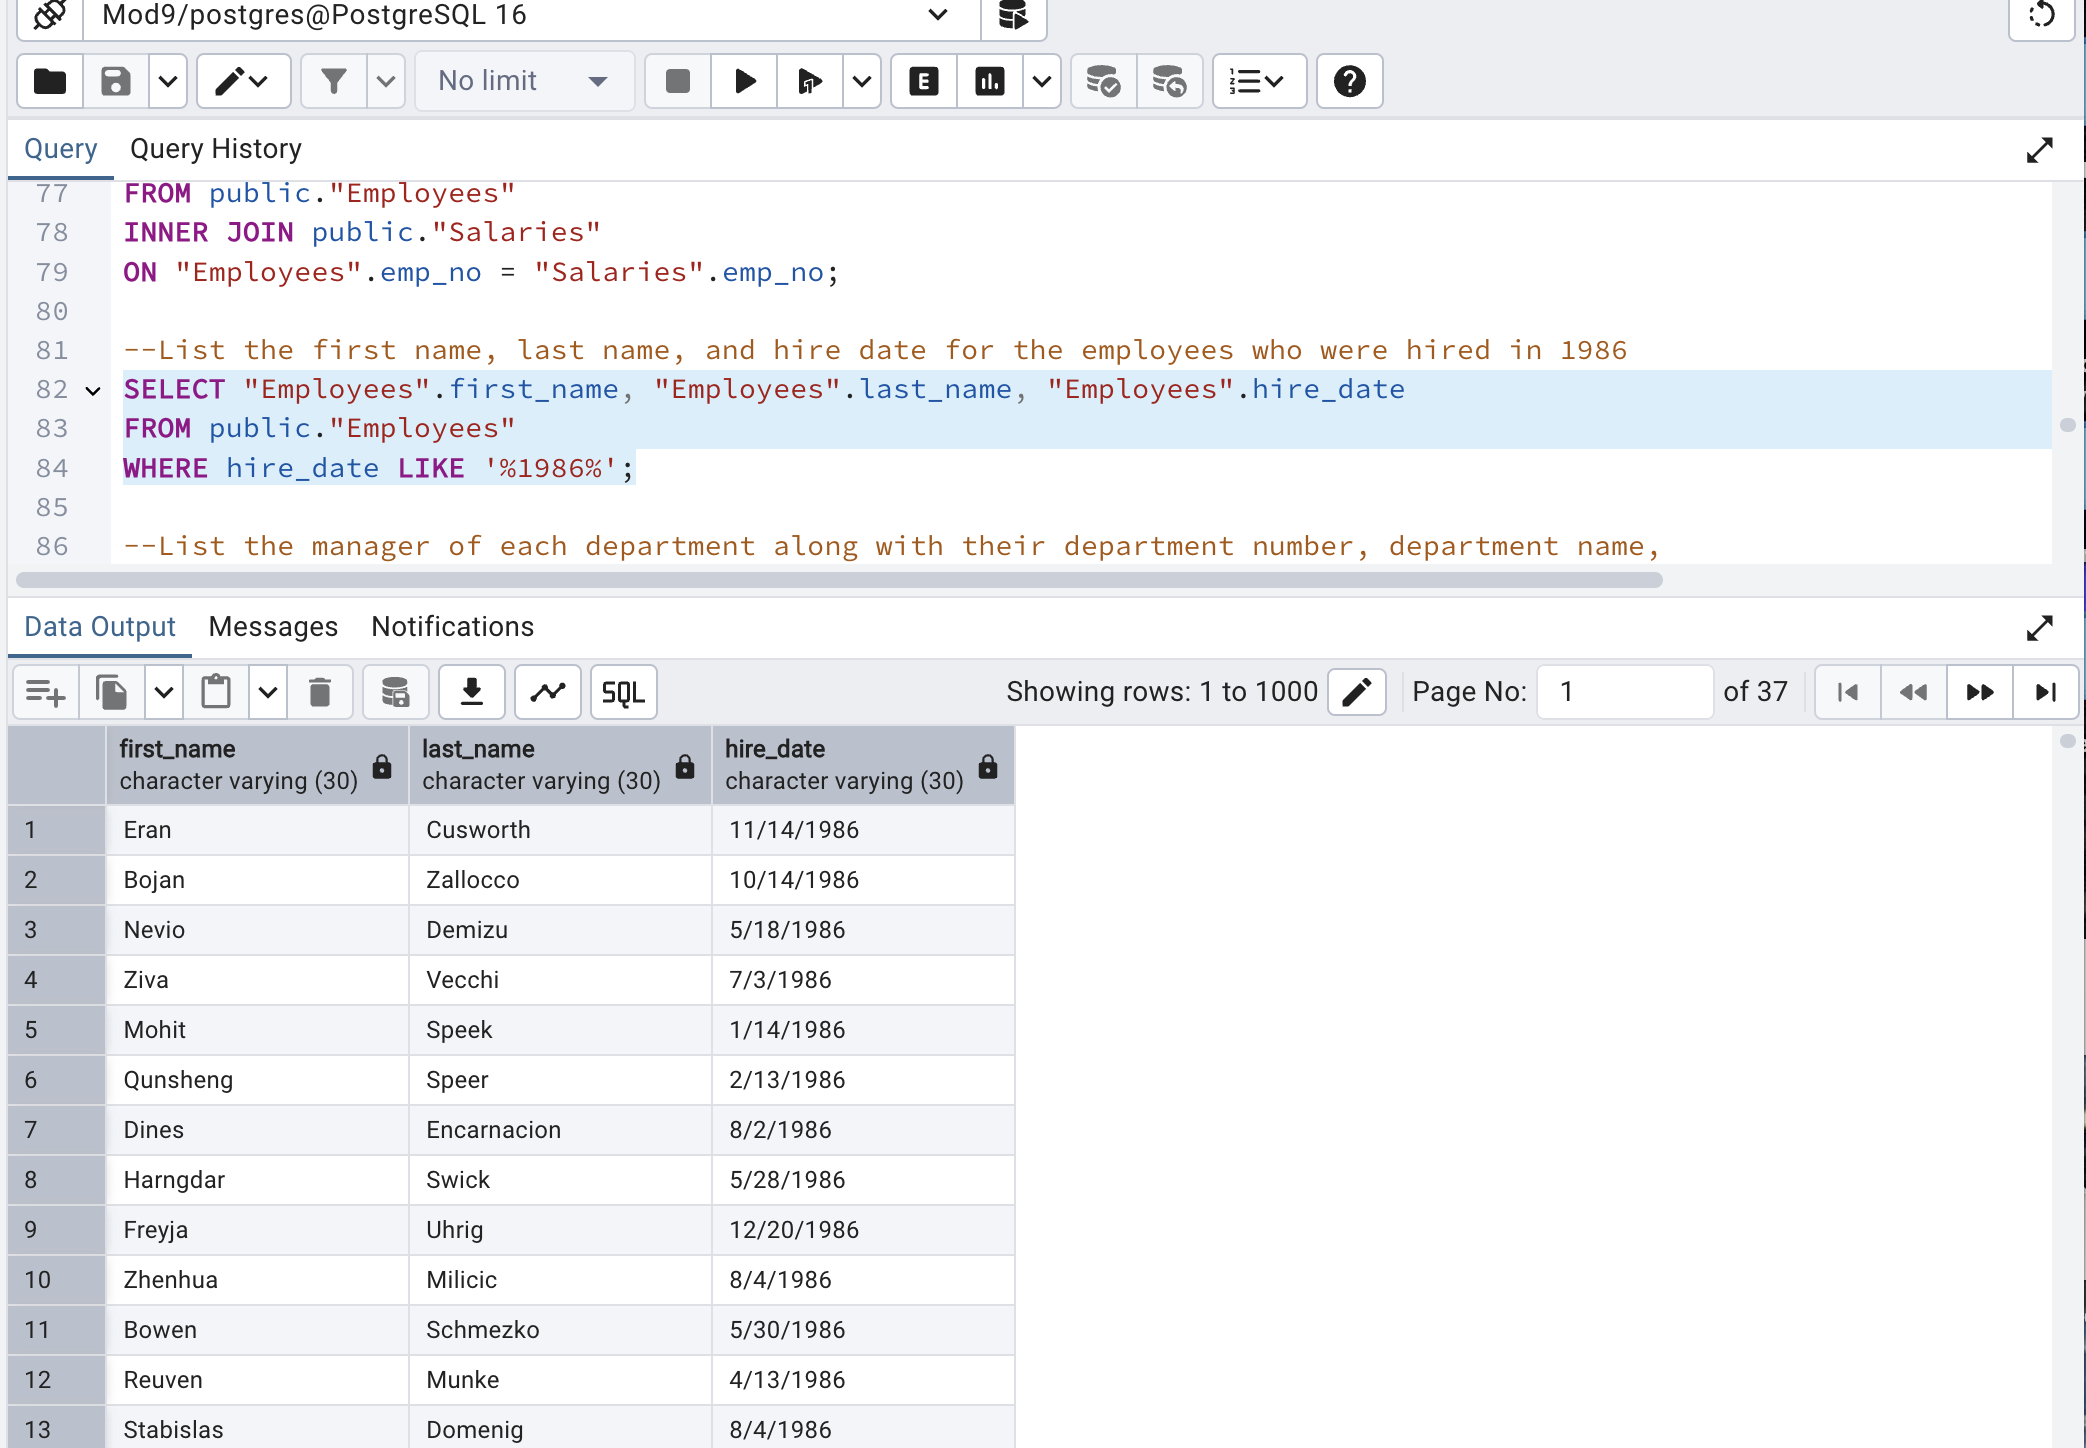 Mod9/postgres@PostgreSQL 16
No limit
E
Query Query History
77 FROM public."Employees"
78 INNER JOIN public."Salaries"
79 ON "Employees".emp_no = "Salaries".emp_no;
80
81 --List the first name, last name, and hire date for the employees who were hired in 1986
82 SELECT "Employees".first_name, "Employees".last_name, "Employees".hire_date
83 FROM public."Employees"
84 WHERE hire_date LIKE '%1986%';
85
86 --List the manager of each department along with their department number, department name,
Data Output Messages Notifications
SQL Showing rows: 1 to 1000 Page No: 1 of 37
first_name last_name hire_date
character varying (30) character varying (30) character varying (30)
1 Eran Cusworth 11/14/1986
2 Bojan Zallocco 10/14/1986
3 Nevio Demizu 5/18/1986
4 Ziva Vecchi 7/3/1986
5 Mohit Speek 1/14/1986
6 Qunsheng Speer 2/13/1986
7 Dines Encarnacion 8/2/1986
8 Harngdar Swick 5/28/1986
9 Freyja Uhrig 12/20/1986
10 Zhenhua Milicic 8/4/1986
11 Bowen Schmezko 5/30/1986
12 Reuven Munke 4/13/1986
13 Stabislas Domenig 8/4/1986